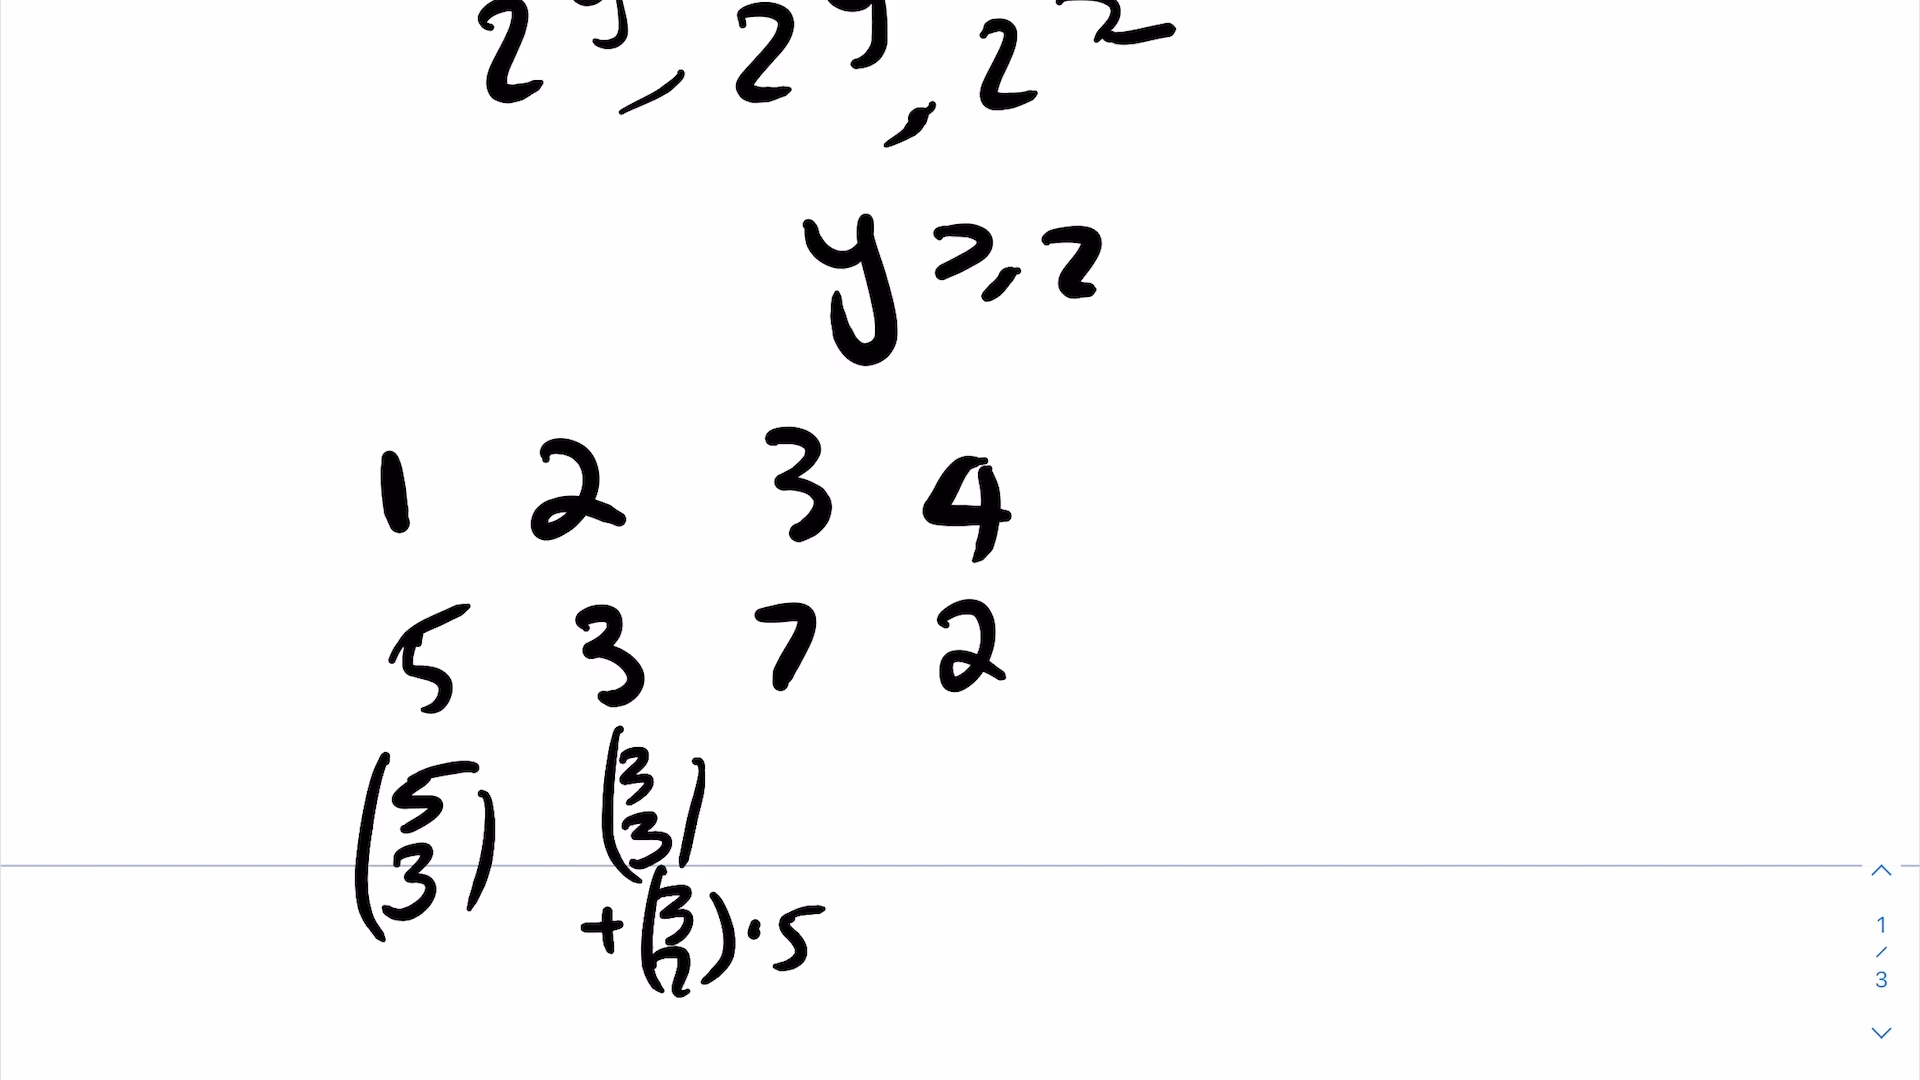 2^y, 2^y, 2^z
y ⩾ z
1 2 3 4
5 3 7 2
(5 3) (3 3)
+ (3 2) · 5
1
/
3